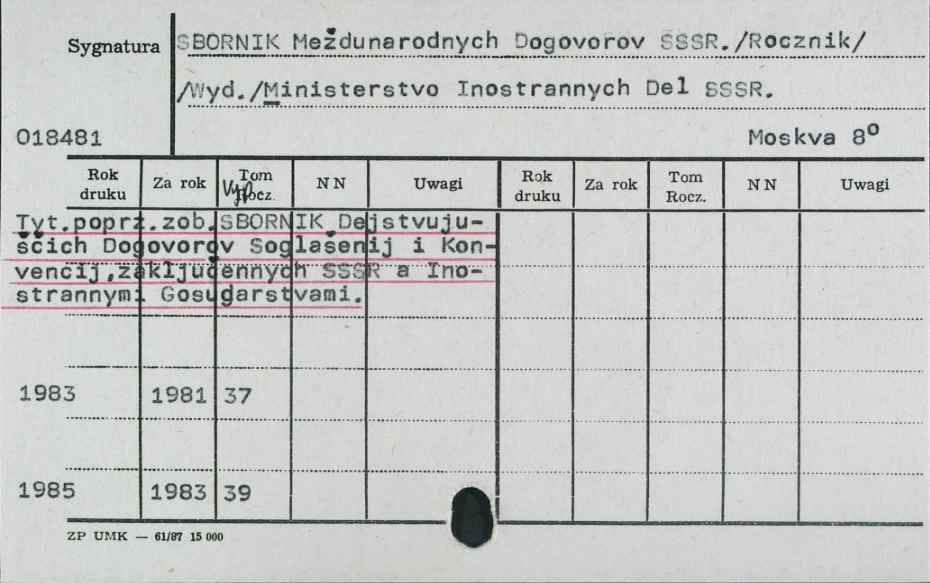 Sygnatura
SBORNIK Meždunarodnych Dogovorov SSSR./Rocznik/
/Wyd./Ministerstvo Inostrannych Del SSSR.
018481
Moskva 8º
Rok druku Za rok Tom Rocz. Vyp NN Uwagi Rok druku Za rok Tom Rocz. NN Uwagi
Tyt.poprz.zob.SBORNIK Dejstvuju-
ščich Dogovorov Soglašenij i Kon-
vencij,zaključennych SSSR a Ino-
strannymi Gosudarstvami.
1983 1981 37
1985 1983 39
ZP UMK — 61/87 15 000